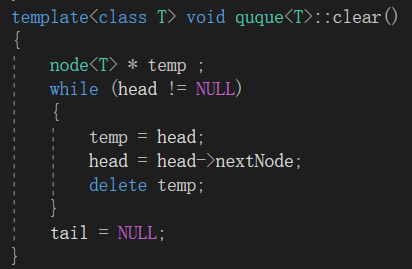 template<class T> void quque<T>::clear()
{
node<T> * temp ;
while (head != NULL)
{
temp = head;
head = head->nextNode;
delete temp;
}
tail = NULL;
}